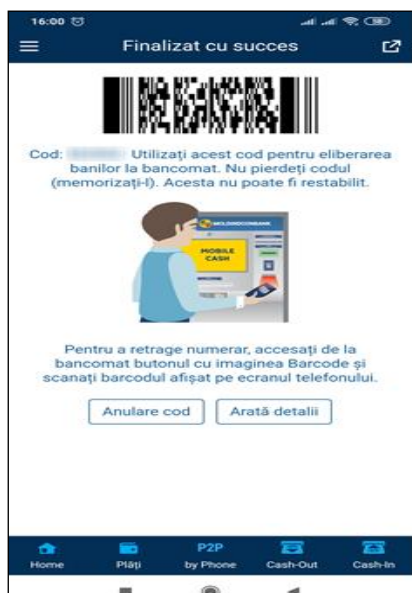 16:00
Finalizat cu succes
Cod: Utilizați acest cod pentru eliberarea
banilor la bancomat. Nu pierdeți codul
(memorizați-l). Acesta nu poate fi restabilit.
MOLDINDCONBANK
MOBILE
CASH
Pentru a retrage numerar, accesați de la
bancomat butonul cu imaginea Barcode și
scanați barcodul afișat pe ecranul telefonului.
Anulare cod Arată detalii
Home Plăți P2P by Phone Cash-Out Cash-In